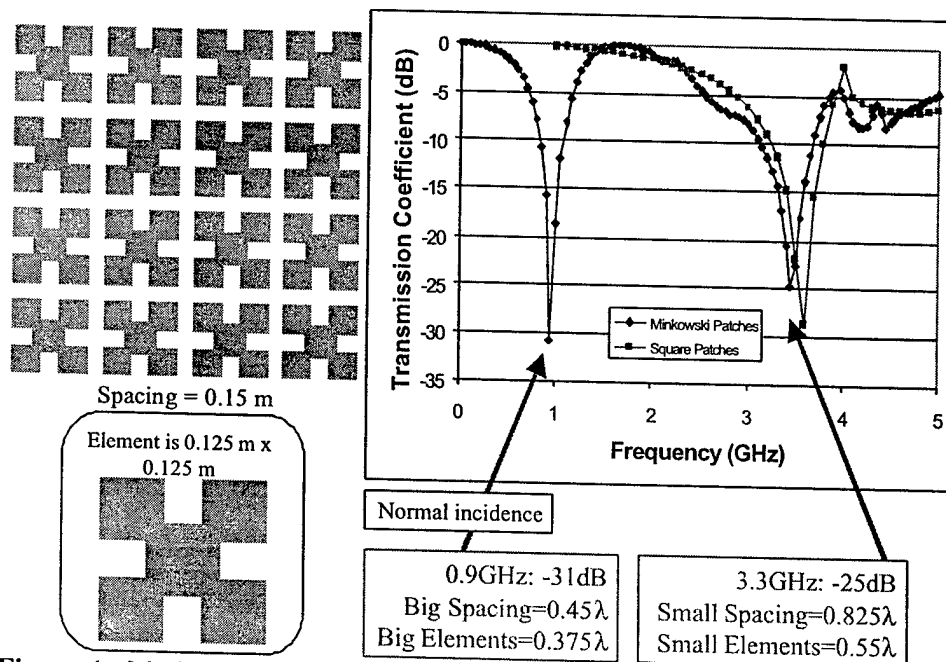 Spacing = 0.15 m
Element is 0.125 m x
0.125 m
Transmission Coefficient (dB)
0
-5
-10
-15
-20
-25
-30
-35
Minkowski Patches
Square Patches
0 1 2 3 4 5
Frequency (GHz)
Normal incidence
0.9GHz: -31dB
Big Spacing=0.45λ
Big Elements=0.375λ
3.3GHz: -25dB
Small Spacing=0.825λ
Small Elements=0.55λ